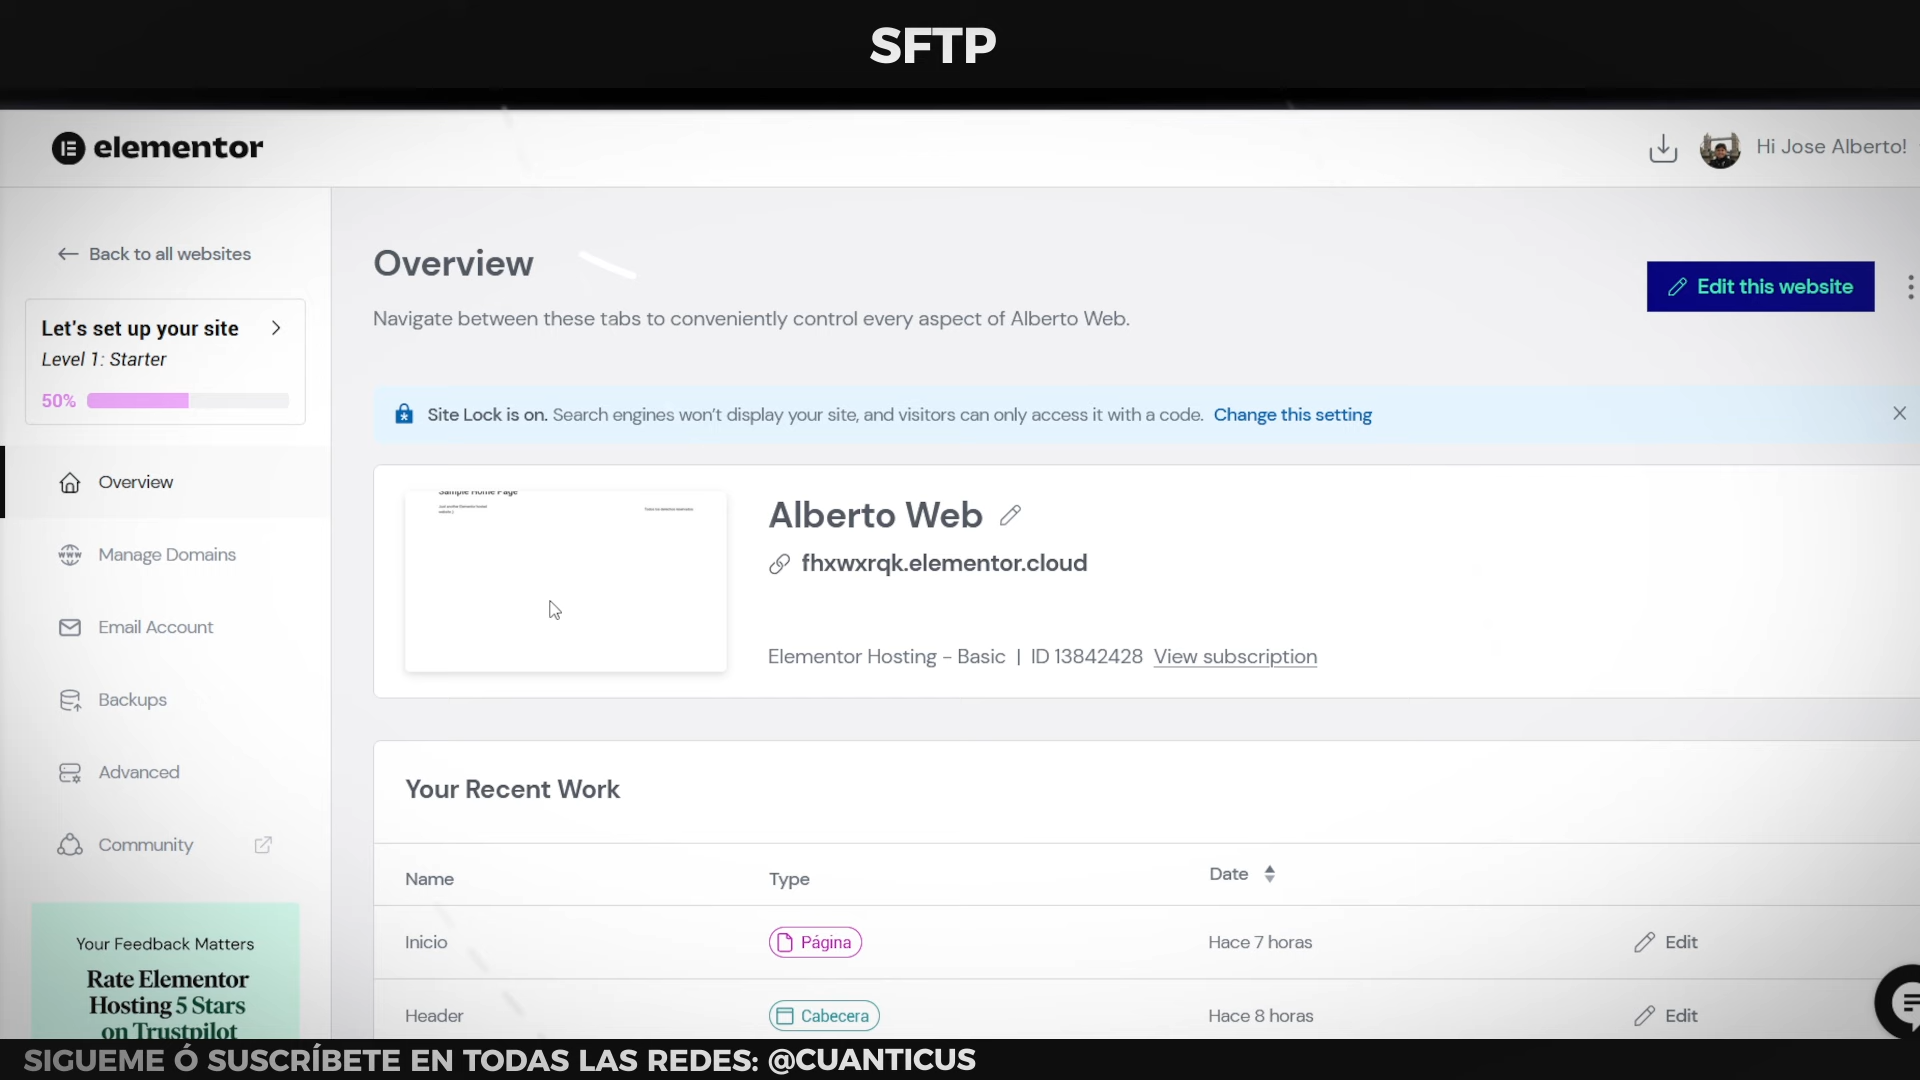 SFTP
elementor
Hi Jose Alberto!
Back to all websites
Let's set up your site
Level 1: Starter
50%
Overview
Manage Domains
Email Account
Backups
Advanced
Community
Your Feedback Matters
Rate Elementor
Hosting 5 Stars
on Trustpilot
Overview
Edit this website
Navigate between these tabs to conveniently control every aspect of Alberto Web.
Site Lock is on. Search engines won't display your site, and visitors can only access it with a code. Change this setting
Sample Home Page
Alberto Web
fhxwxrqk.elementor.cloud
Elementor Hosting - Basic | ID 13842428 View subscription
Your Recent Work
Name Type Date
Inicio Página Hace 7 horas Edit
Header Cabecera Hace 8 horas Edit
SIGUEME Ó SUSCRÍBETE EN TODAS LAS REDES: @CUANTICUS